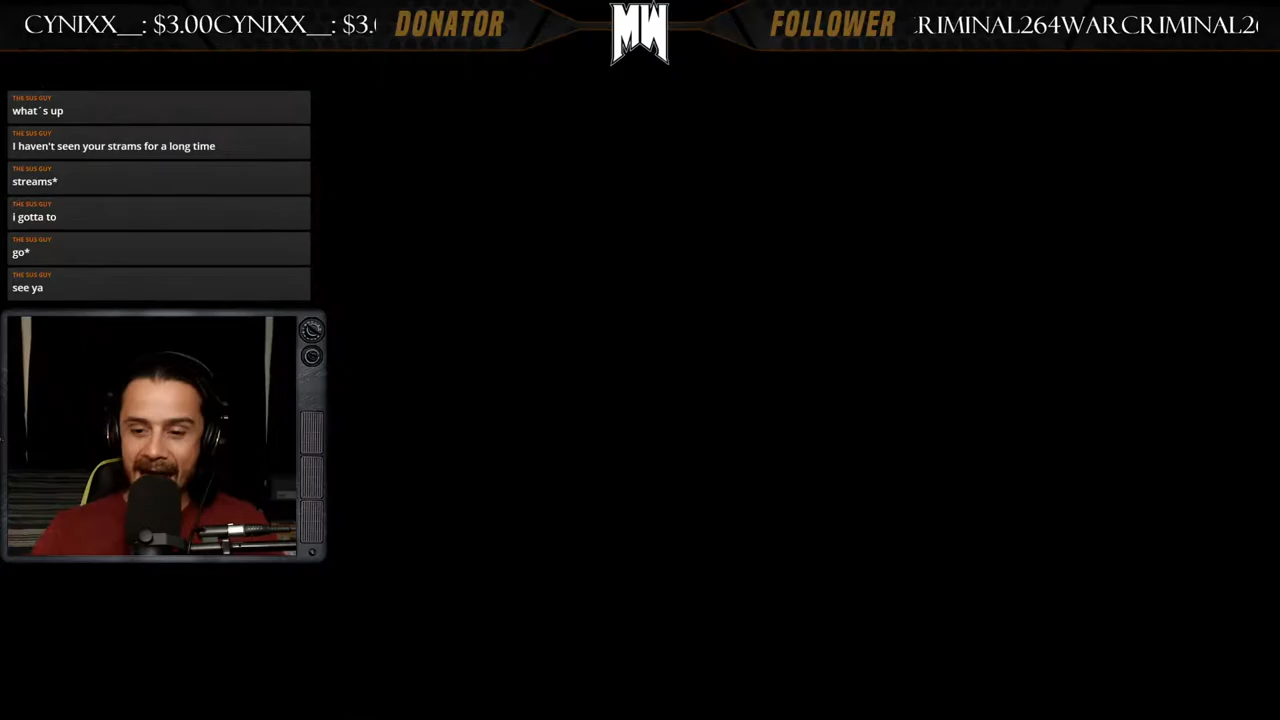 CYNIXX__: $3.00CYNIXX__: $3. DONATOR MW FOLLOWER RIMINAL264WARCRIMINAL2
THE SUS GUY
what´s up
THE SUS GUY
I haven't seen your strams for a long time
THE SUS GUY
streams*
THE SUS GUY
i gotta to
THE SUS GUY
go*
THE SUS GUY
see ya